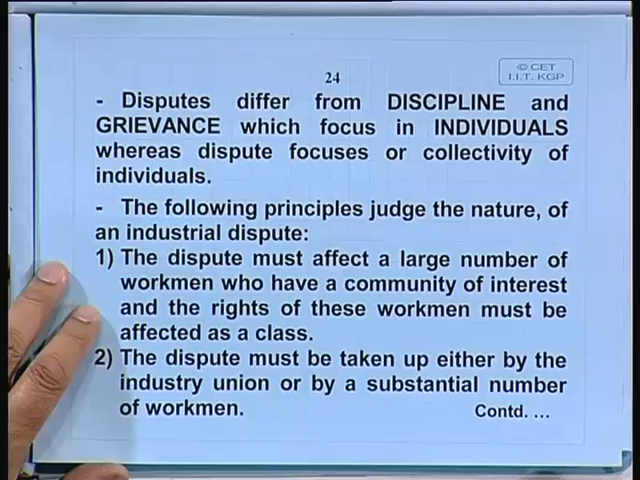 24
© CET
I.I.T. KGP
- Disputes differ from DISCIPLINE and
GRIEVANCE which focus in INDIVIDUALS
whereas dispute focuses or collectivity of
individuals.
- The following principles judge the nature, of
an industrial dispute:
1) The dispute must affect a large number of
workmen who have a community of interest
and the rights of these workmen must be
affected as a class.
2) The dispute must be taken up either by the
industry union or by a substantial number
of workmen.
Contd. ...